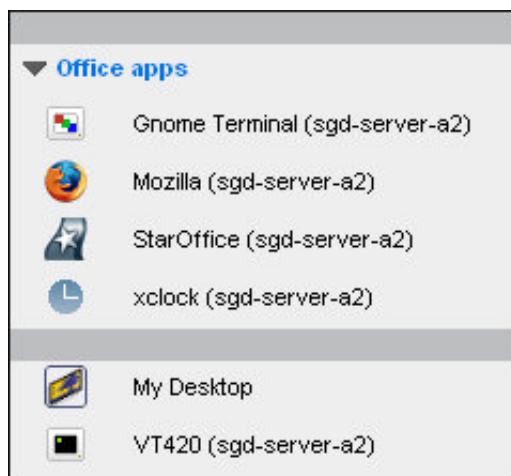 Office apps
Gnome Terminal (sgd-server-a2)
Mozilla (sgd-server-a2)
StarOffice (sgd-server-a2)
xclock (sgd-server-a2)
My Desktop
VT420 (sgd-server-a2)